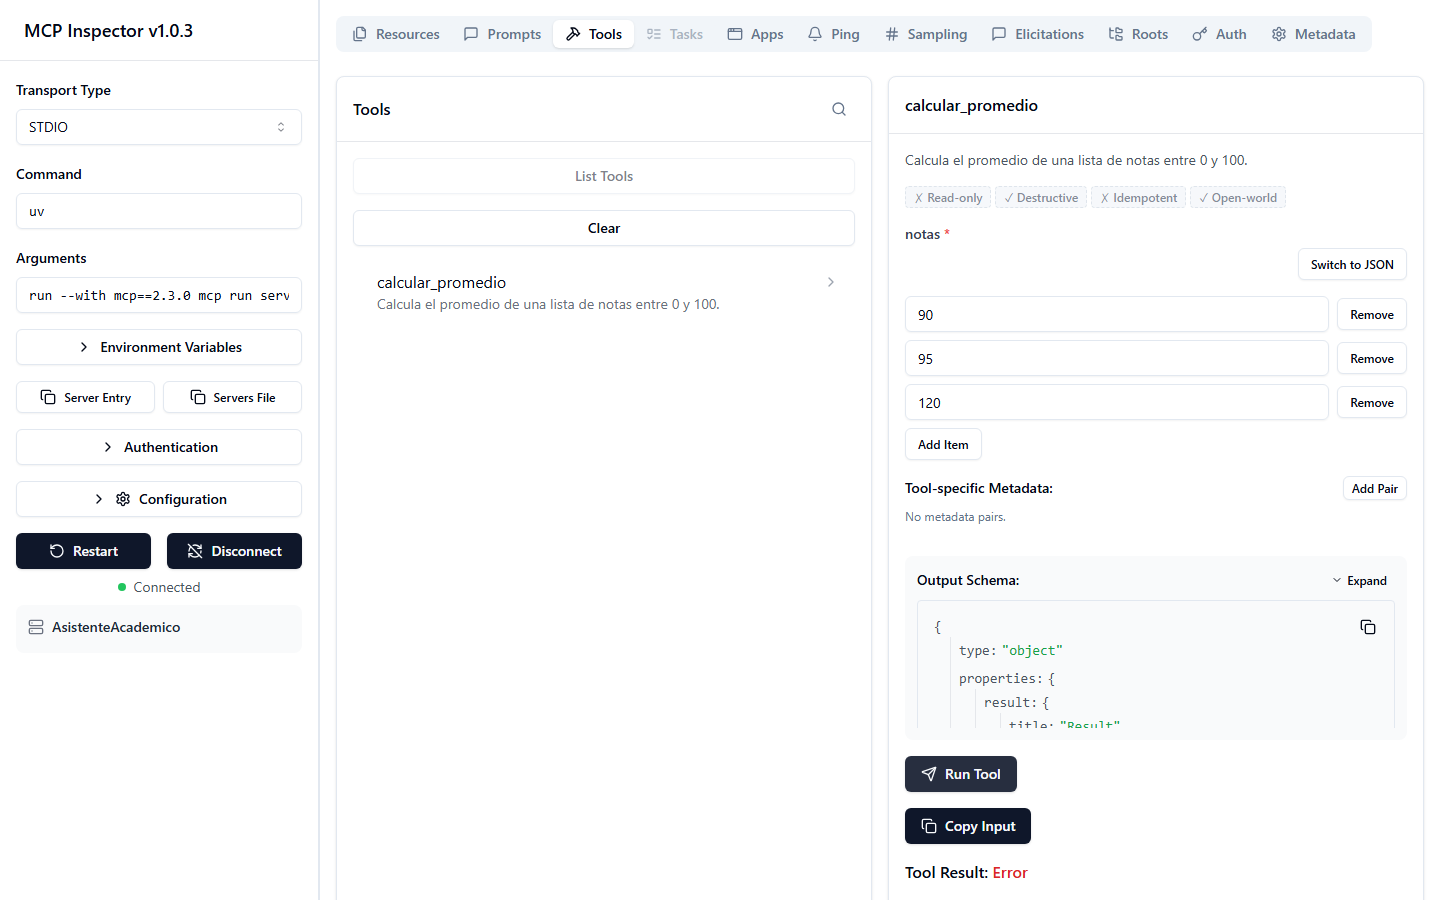 MCP Inspector v1.0.3
Transport Type
STDIO
Command
uv
Arguments
run --with mcp==2.3.0 mcp run serv
Environment Variables
Server Entry
Servers File
Authentication
Configuration
Restart
Disconnect
Connected
AsistenteAcademico
Resources
Prompts
Tools
Tasks
Apps
Ping
Sampling
Elicitations
Roots
Auth
Metadata
Tools
List Tools
Clear
calcular_promedio
Calcula el promedio de una lista de notas entre 0 y 100.
calcular_promedio
Calcula el promedio de una lista de notas entre 0 y 100.
✗ Read-only
✓ Destructive
✗ Idempotent
✓ Open-world
notas *
Switch to JSON
90
Remove
95
Remove
120
Remove
Add Item
Tool-specific Metadata:
Add Pair
No metadata pairs.
Output Schema:
Expand
{
type: "object"
properties: {
result: {
title: "Result"
Run Tool
Copy Input
Tool Result: Error